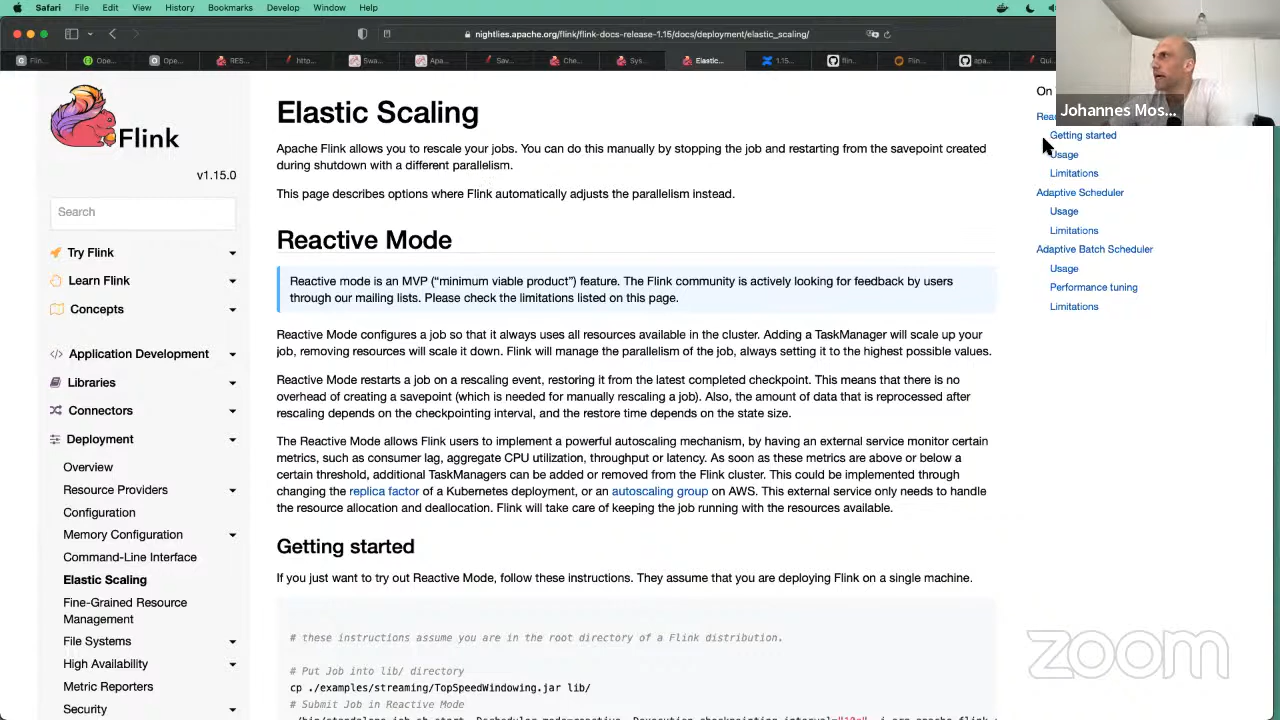 Safari File Edit View History Bookmarks Develop Window Help
nightlies.apache.org/flink/flink-docs-release-1.15/docs/deployment/elastic_scaling/
Flin... Ope... Ope... RES... http... Swa... Apa... Sav... Che... Sys... Elastic... 1.15... flin... Flin... apa... Qui...
Johannes Mos...
Flink
v1.15.0
Search
Try Flink
Learn Flink
Concepts
Application Development
Libraries
Connectors
Deployment
Overview
Resource Providers
Configuration
Memory Configuration
Command-Line Interface
Elastic Scaling
Fine-Grained Resource
Management
File Systems
High Availability
Metric Reporters
Security
Elastic Scaling
Apache Flink allows you to rescale your jobs. You can do this manually by stopping the job and restarting from the savepoint created
during shutdown with a different parallelism.
This page describes options where Flink automatically adjusts the parallelism instead.
Reactive Mode
Reactive mode is an MVP (“minimum viable product”) feature. The Flink community is actively looking for feedback by users
through our mailing lists. Please check the limitations listed on this page.
Reactive Mode configures a job so that it always uses all resources available in the cluster. Adding a TaskManager will scale up your
job, removing resources will scale it down. Flink will manage the parallelism of the job, always setting it to the highest possible values.
Reactive Mode restarts a job on a rescaling event, restoring it from the latest completed checkpoint. This means that there is no
overhead of creating a savepoint (which is needed for manually rescaling a job). Also, the amount of data that is reprocessed after
rescaling depends on the checkpointing interval, and the restore time depends on the state size.
The Reactive Mode allows Flink users to implement a powerful autoscaling mechanism, by having an external service monitor certain
metrics, such as consumer lag, aggregate CPU utilization, throughput or latency. As soon as these metrics are above or below a
certain threshold, additional TaskManagers can be added or removed from the Flink cluster. This could be implemented through
changing the replica factor of a Kubernetes deployment, or an autoscaling group on AWS. This external service only needs to handle
the resource allocation and deallocation. Flink will take care of keeping the job running with the resources available.
Getting started
If you just want to try out Reactive Mode, follow these instructions. They assume that you are deploying Flink on a single machine.
# these instructions assume you are in the root directory of a Flink distribution.
# Put Job into lib/ directory
cp ./examples/streaming/TopSpeedWindowing.jar lib/
# Submit Job in Reactive Mode
On
Rea
Getting started
Usage
Limitations
Adaptive Scheduler
Usage
Limitations
Adaptive Batch Scheduler
Usage
Performance tuning
Limitations
zoom